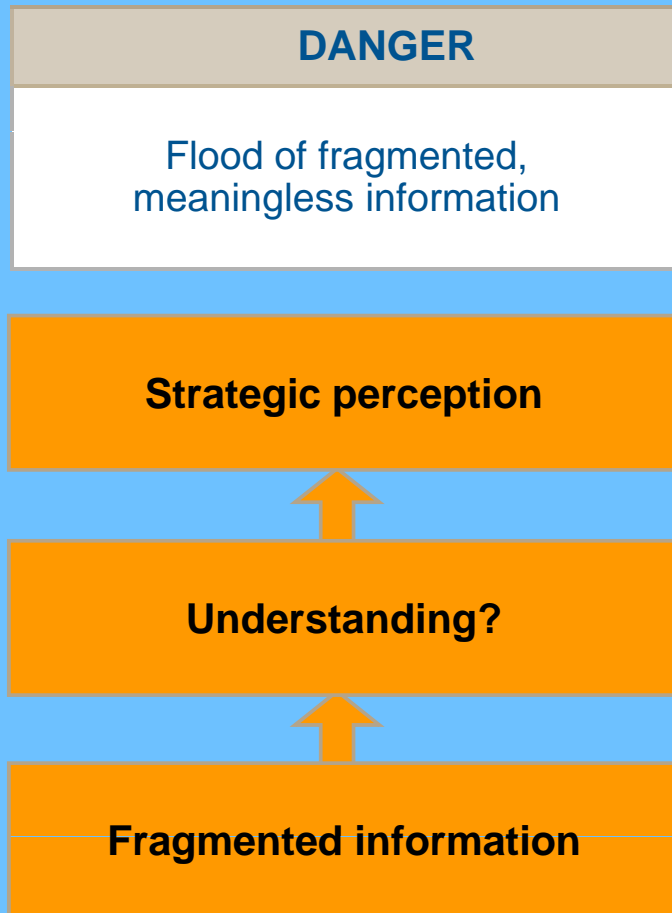 DANGER
Flood of fragmented,
meaningless information
Strategic perception
Understanding?
Fragmented information